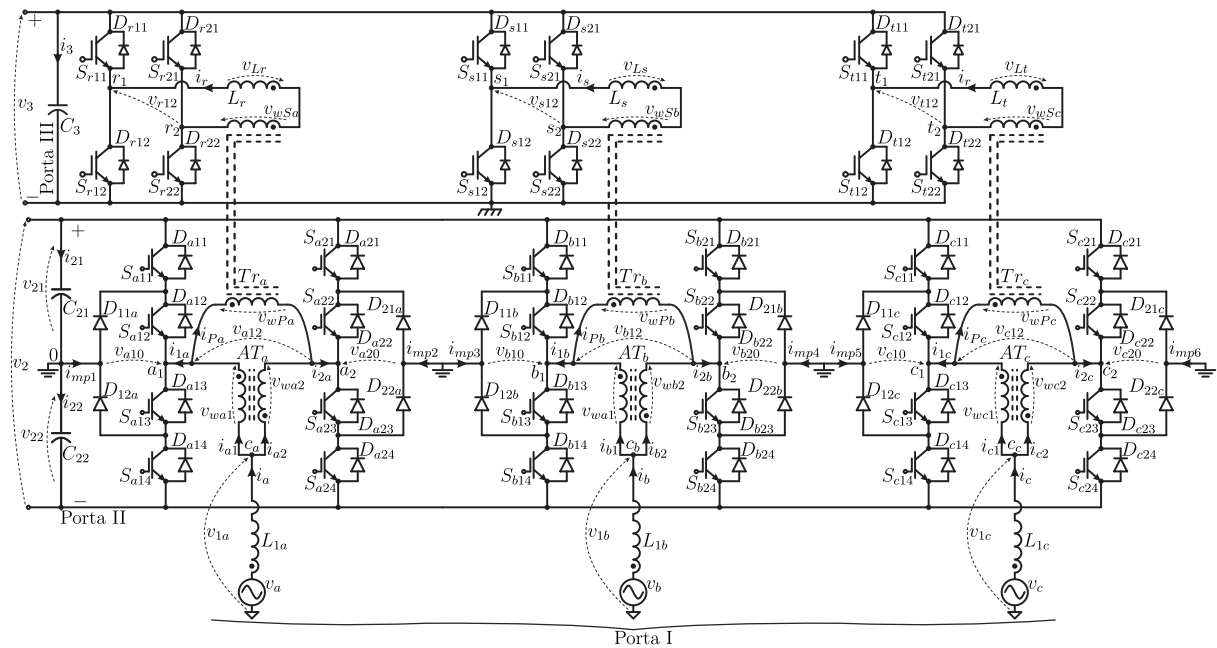 +
i3
v3
C3
Porta III
−
Dr11
Dr21
Sr11
r1
Sr21
ir
vLr
Lr
vr12
r2
vwSa
Dr12
Dr22
Sr12
Sr22
Ds11
Ds21
Ss11
s1
Ss21
is
vLs
Ls
vs12
s2
vwSb
Ds12
Ds22
Ss12
Ss22
Dt11
Dt21
St11
t1
St21
ir
vLt
Lt
vt12
t2
vwSc
Dt12
Dt22
St12
St22
+
i21
v21
C21
v2
0
i22
v22
C22
−
Porta II
Da11
Sa11
Da12
D11a
Sa12
va10
imp1
i1a
a1
D12a
Da13
Sa13
Da14
Sa14
Tra
vwPa
iPa
va12
ATa
vwa1
vwa2
ia1
ca
ia2
ia
v1a
L1a
va
Sa21
Da21
Sa22
D21a
Da22
i2a
a2
va20
imp2
D22a
Sa23
Da23
Da24
Sa24
imp3
Db11
Sb11
Db12
D11b
Sb12
vb10
i1b
b1
D12b
Db13
Sb13
Db14
Sb14
Trb
vwPb
iPb
vb12
ATb
vwa1
vwb2
ib1
cb
ib2
ib
v1b
L1b
vb
Sb21
Db21
Sb22
D21b
Db22
i2b
b2
vb20
imp4
D22b
Sb23
Db23
Db24
Sb24
imp5
Dc11
Sc11
Dc12
D11c
Sc12
vc10
i1c
c1
D12c
Dc13
Sc13
Dc14
Sc14
Trc
vwPc
iPc
vc12
ATc
vwc1
vwc2
ic1
cc
ic2
ic
v1c
L1c
vc
Sc21
Dc21
Sc22
D21c
Dc22
i2c
c2
vc20
imp6
D22c
Sc23
Dc23
Dc24
Sc24
Porta I